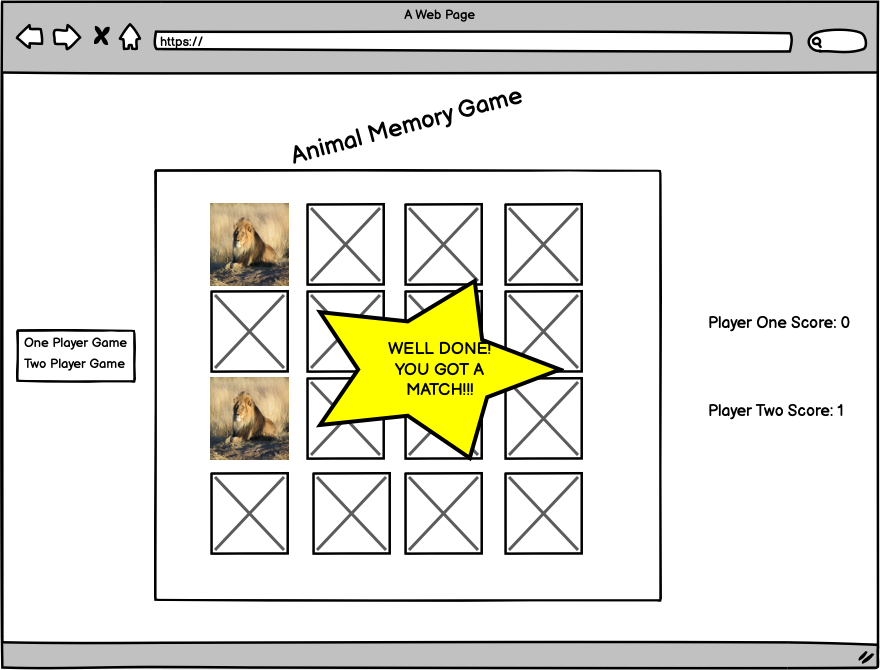 A Web Page
https://
Animal Memory Game
One Player Game
Two Player Game
WELL DONE!
YOU GOT A
MATCH!!!
Player One Score: 0
Player Two Score: 1